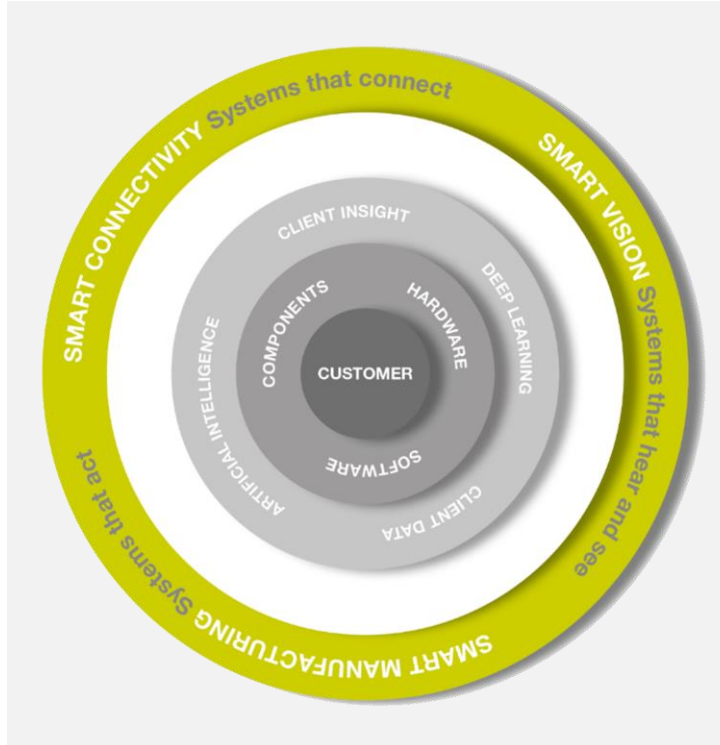 SMART CONNECTIVITY Systems that connect
SMART VISION Systems that hear and see
SMART MANUFACTURING Systems that act
CLIENT INSIGHT
DEEP LEARNING
CLIENT DATA
ARTIFICIAL INTELLIGENCE
COMPONENTS
HARDWARE
SOFTWARE
CUSTOMER